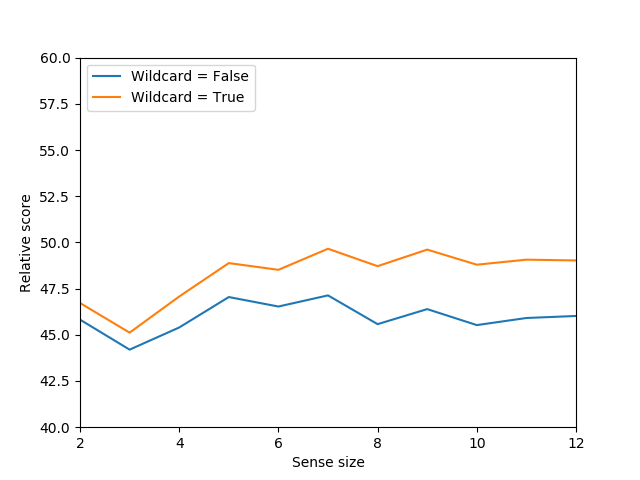 Wildcard = False
Wildcard = True
60.0
57.5
55.0
52.5
50.0
47.5
45.0
42.5
40.0
Relative score
2 4 6 8 10 12
Sense size